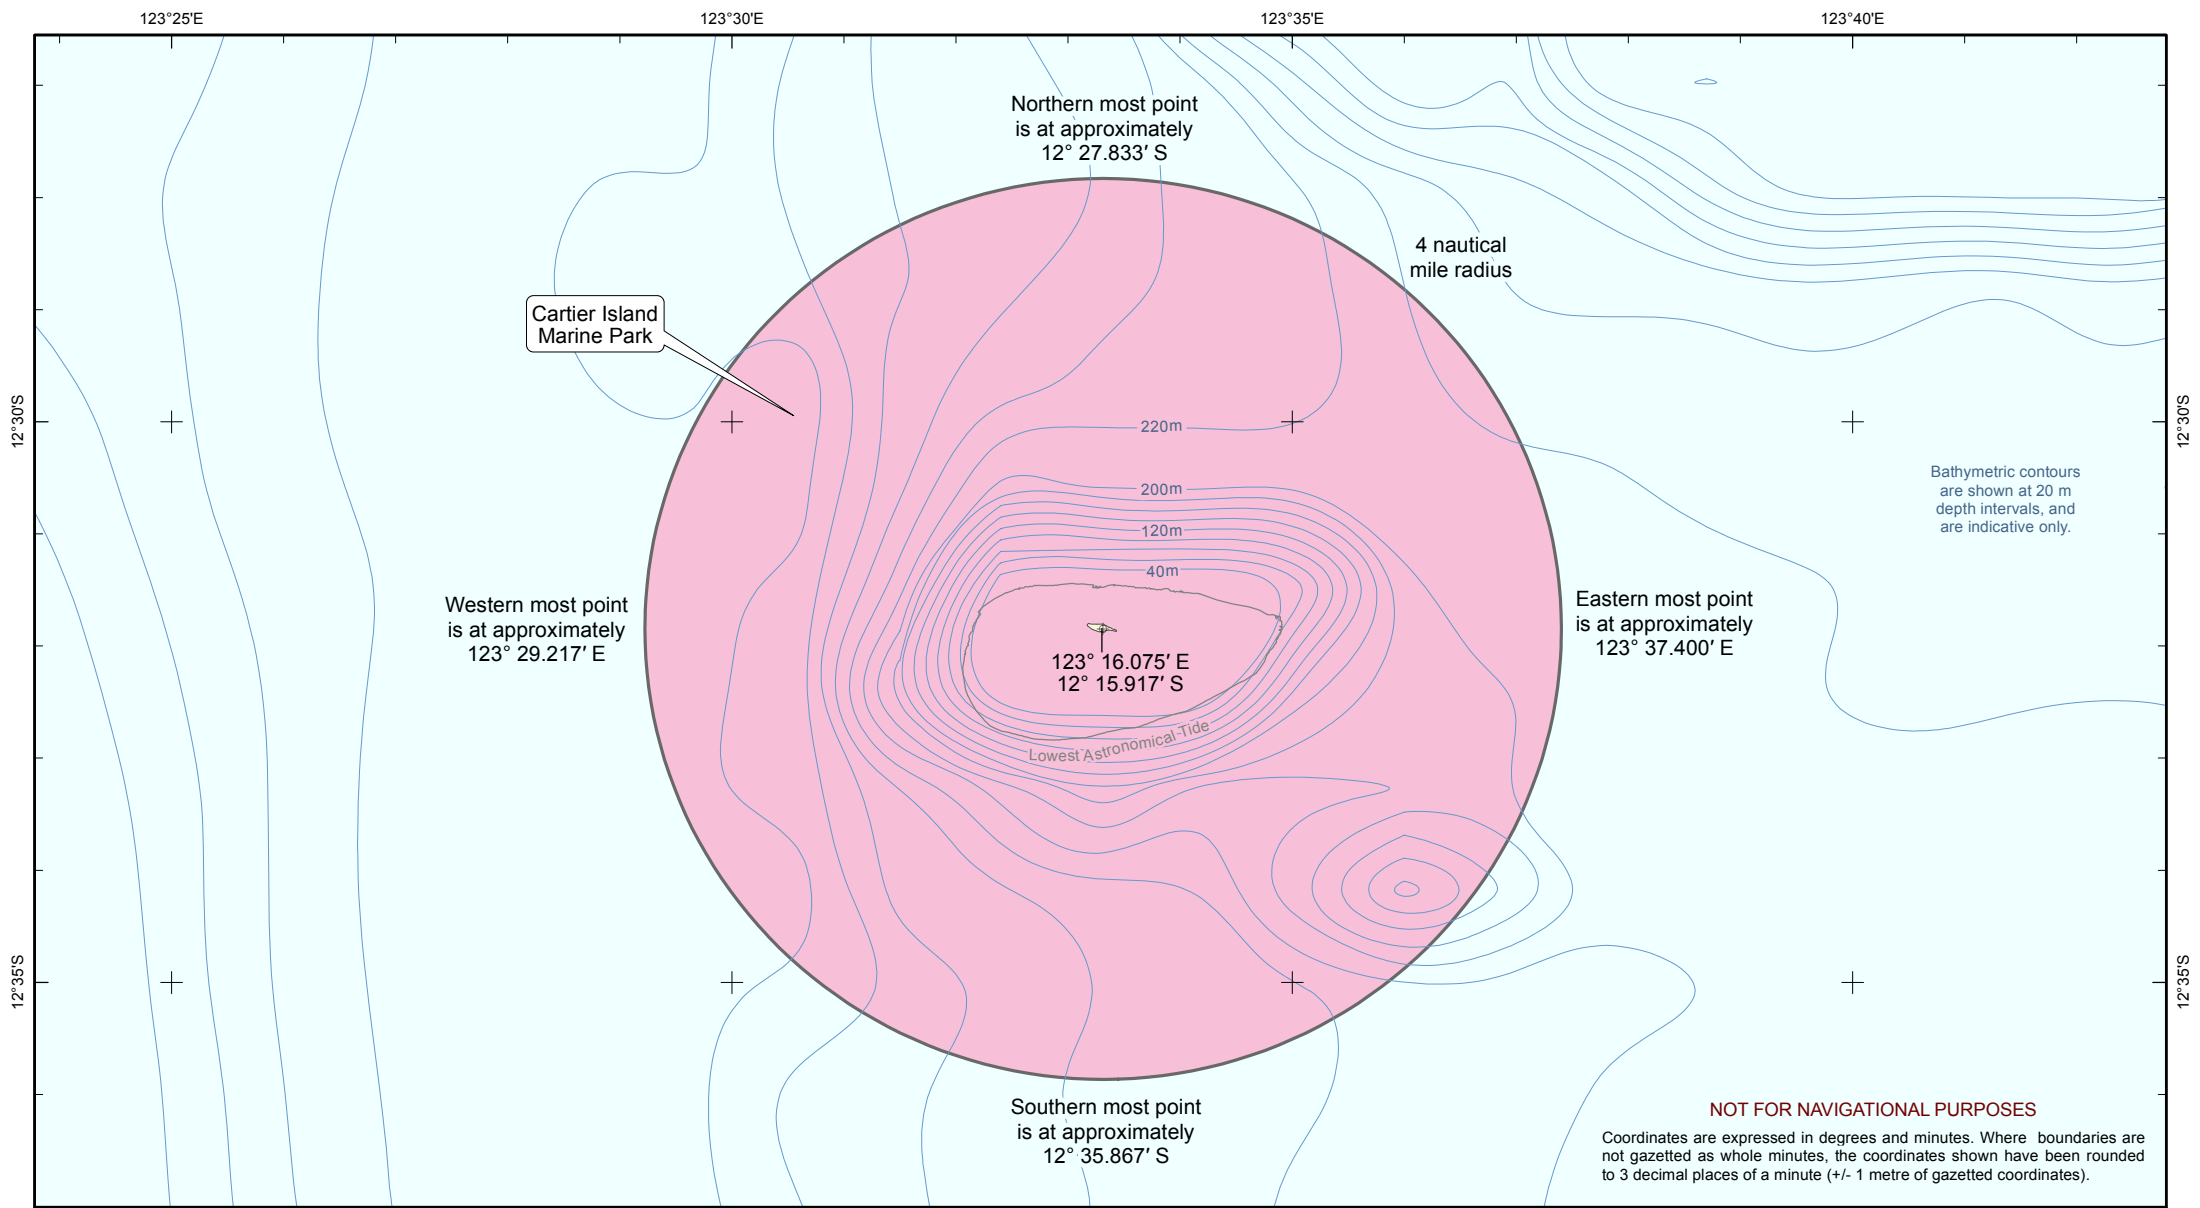 123°25'E
123°30'E
123°35'E
123°40'E
Northern most point
is at approximately
12° 27.833′ S
4 nautical
mile radius
Cartier Island
Marine Park
12°30'S
12°30'S
220m
200m
120m
40m
Bathymetric contours
are shown at 20 m
depth intervals, and
are indicative only.
Western most point
is at approximately
123° 29.217′ E
123° 16.075′ E
12° 15.917′ S
Eastern most point
is at approximately
123° 37.400′ E
Lowest Astronomical Tide
12°35'S
12°35'S
Southern most point
is at approximately
12° 35.867′ S
NOT FOR NAVIGATIONAL PURPOSES
Coordinates are expressed in degrees and minutes. Where boundaries are
not gazetted as whole minutes, the coordinates shown have been rounded
to 3 decimal places of a minute (+/- 1 metre of gazetted coordinates).